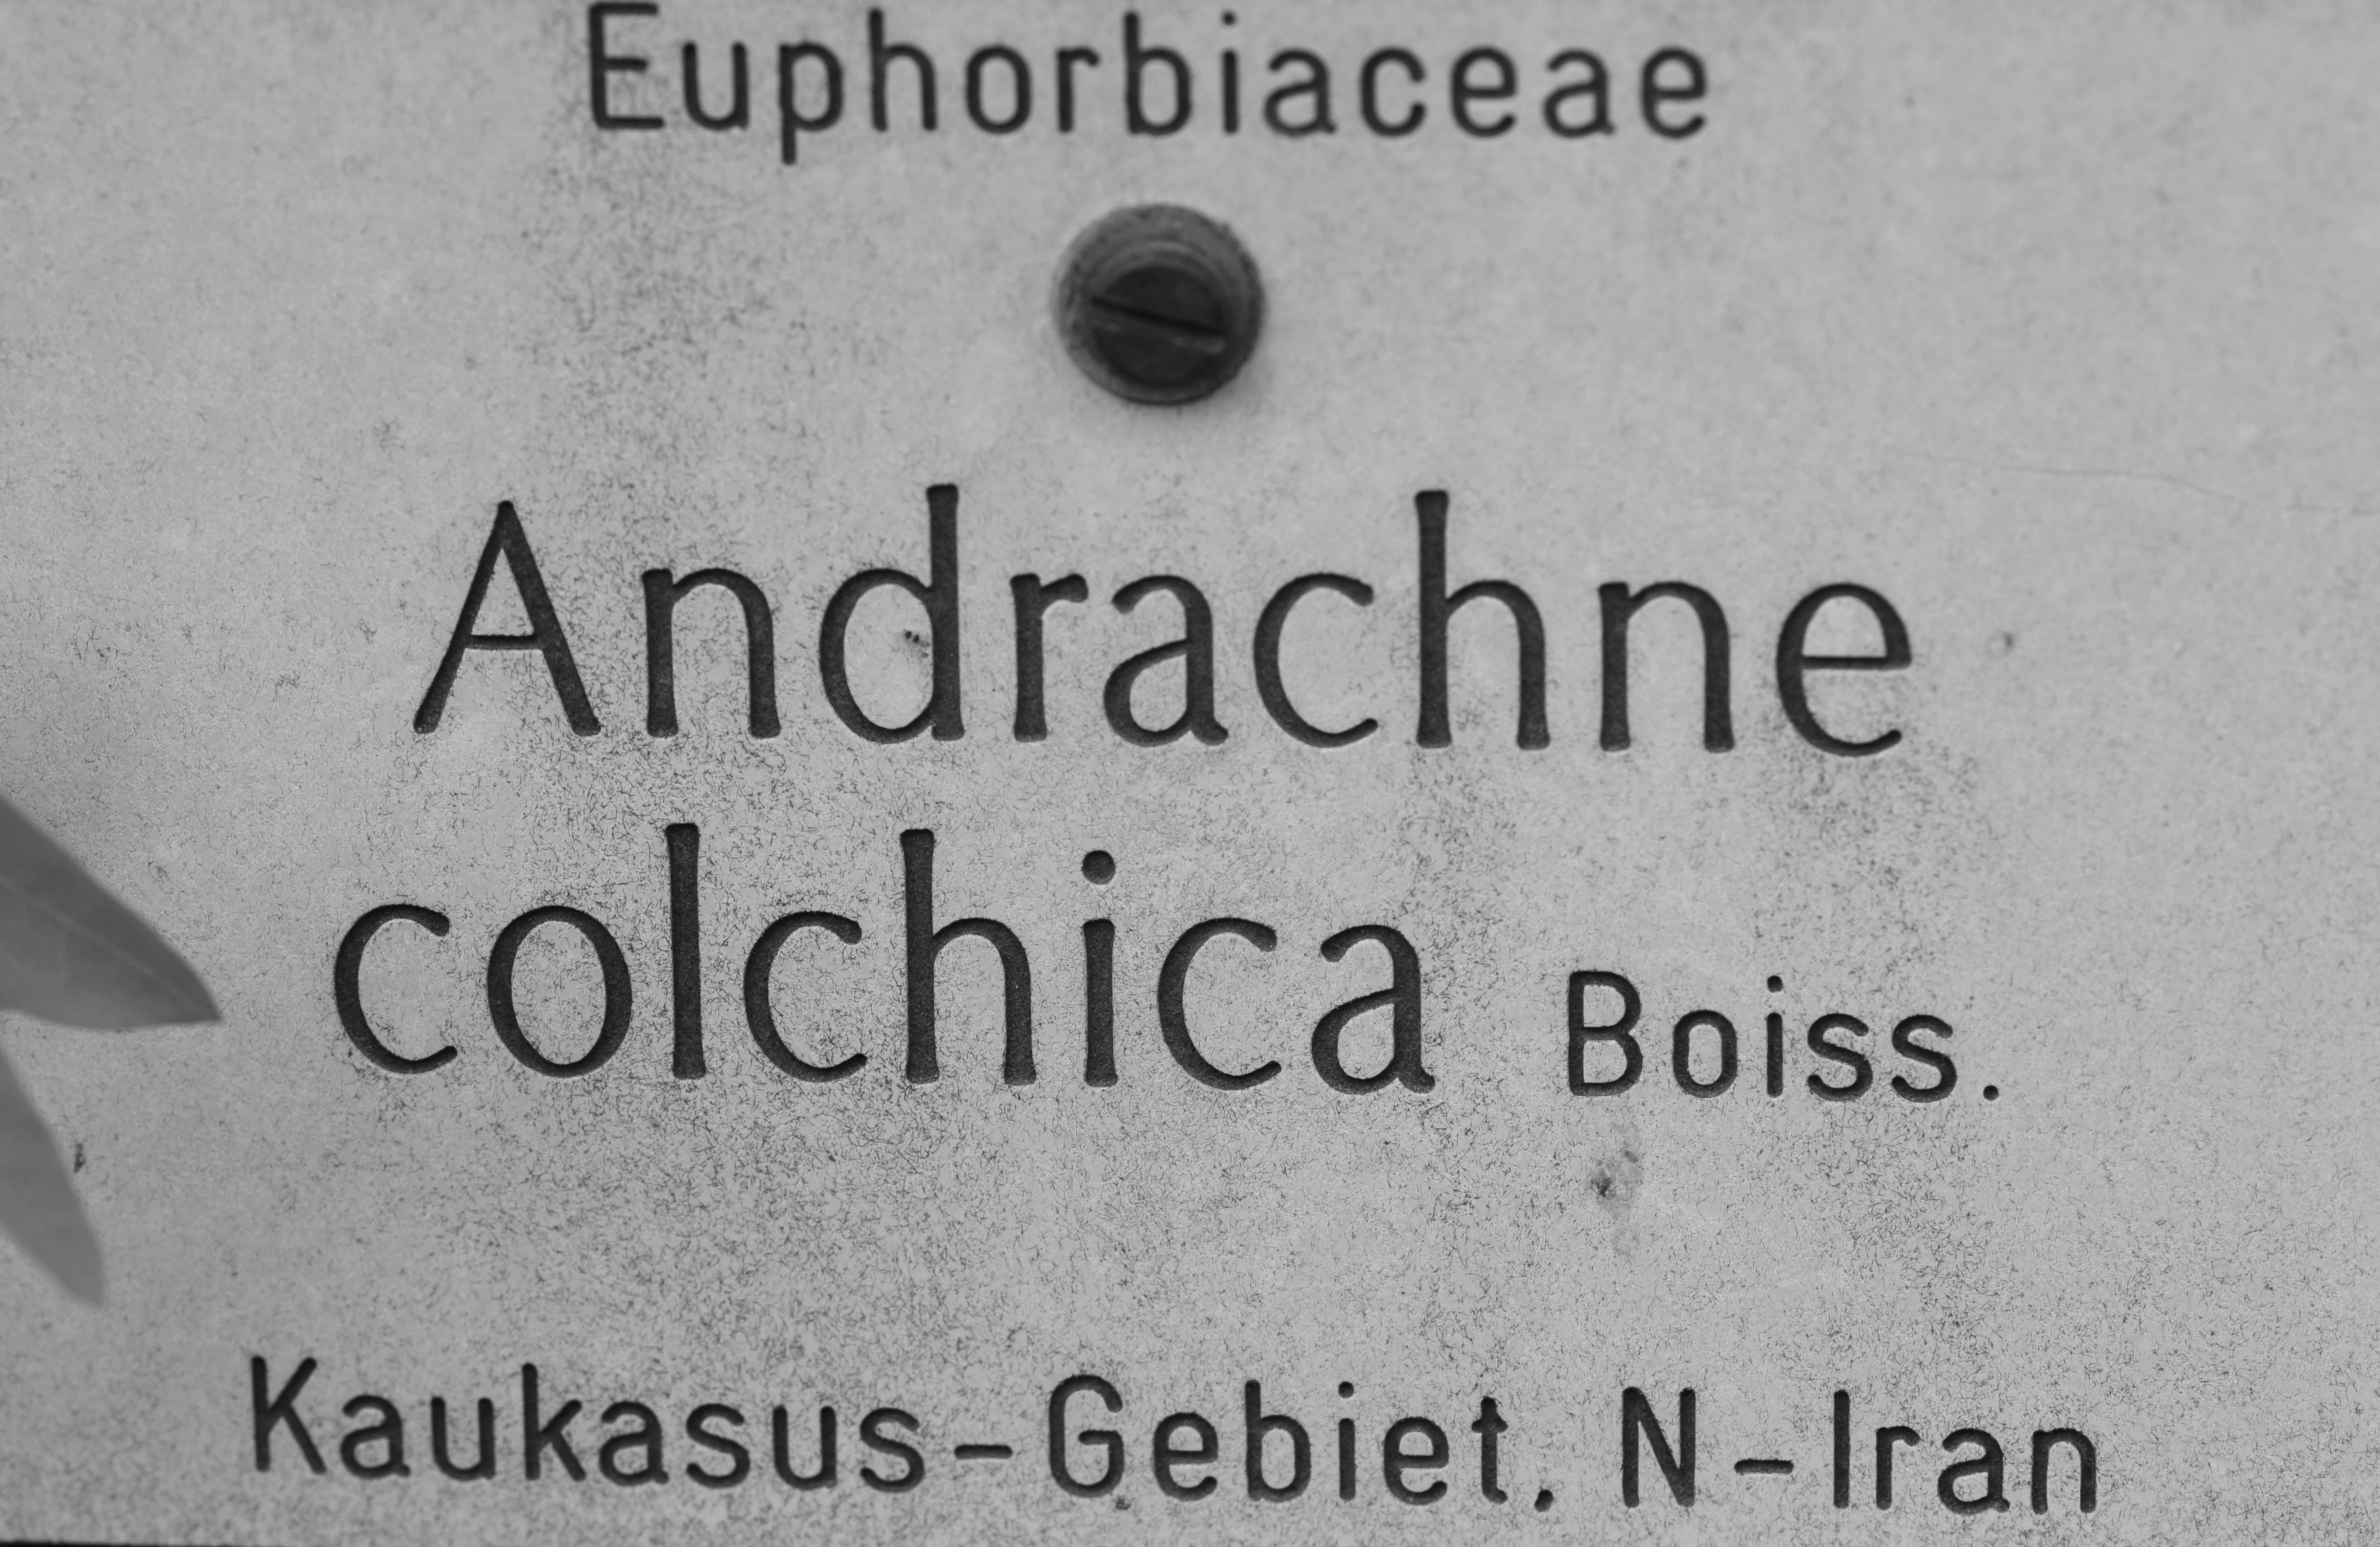 Euphorbiaceae
Andrachne
colchica Boiss.
Kaukasus-Gebiet, N-Iran